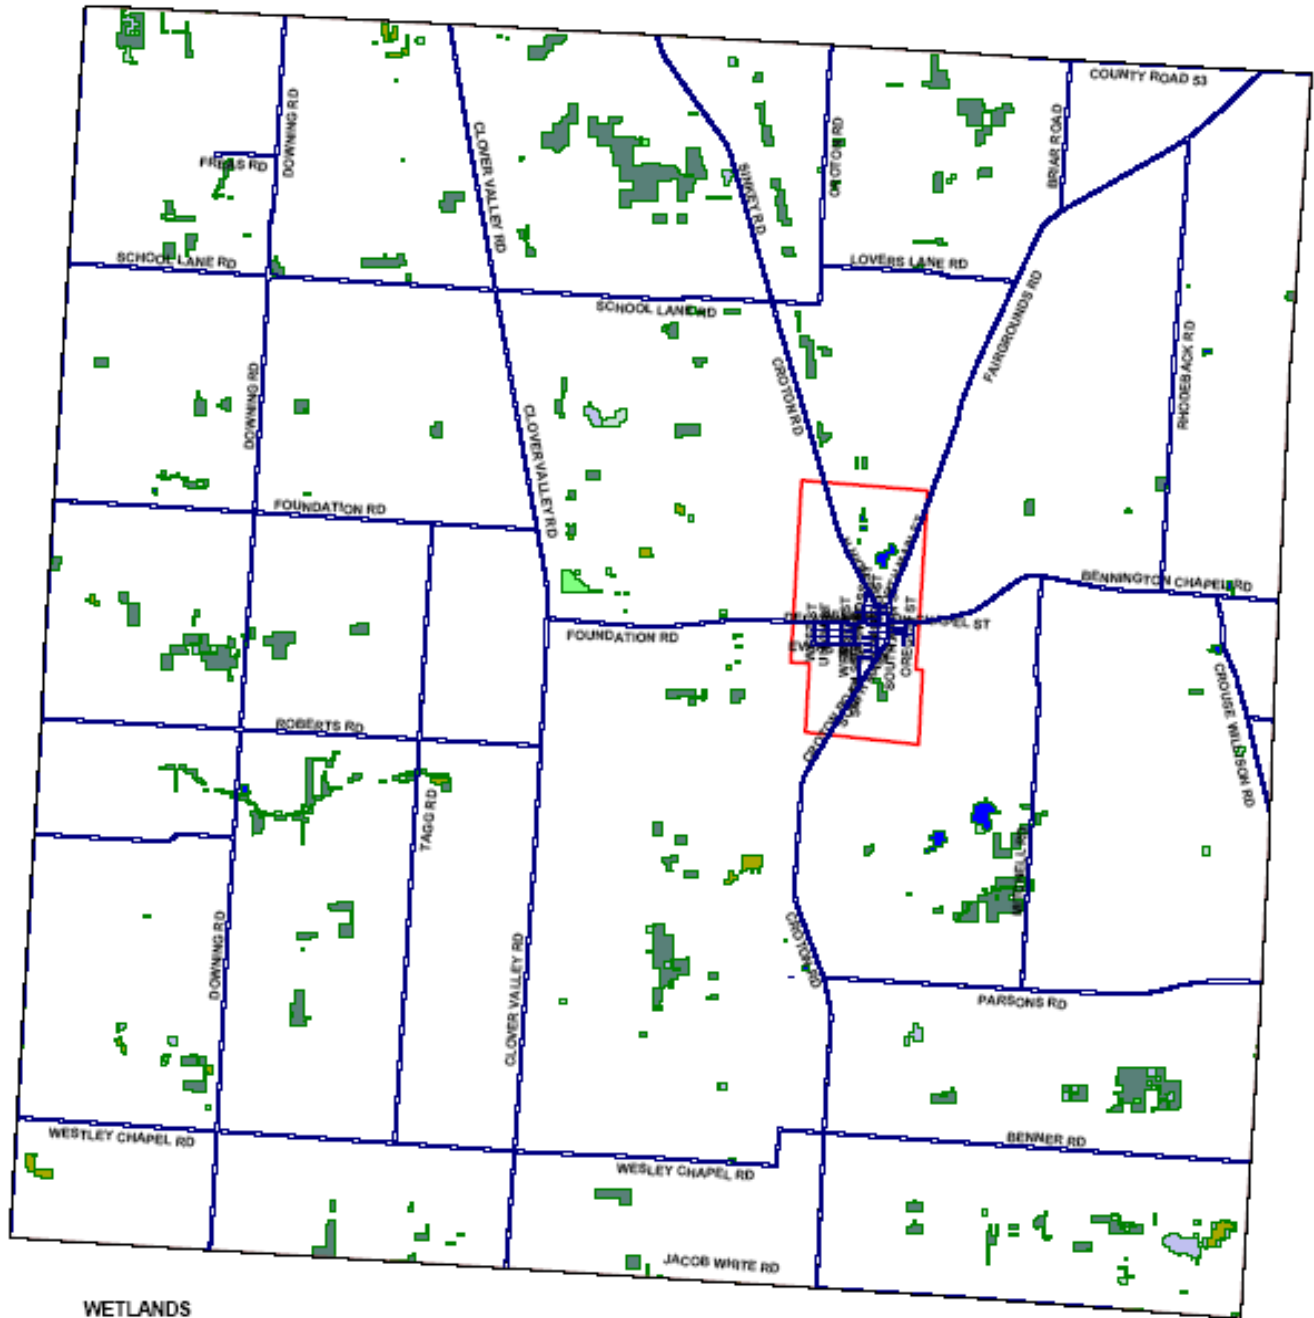 COUNTY ROAD 53
DOWNING RD
CLOVER VALLEY RD
SINKEY RD
CROTON RD
BRIAR ROAD
SCHOOL LANE RD
LOVERS LANE RD
SCHOOL LANE RD
FAIRGROUNDS RD
RHODEBACK RD
DOWNING RD
CROTON RD
CLOVER VALLEY RD
FOUNDATION RD
BENNINGTON CHAPEL RD
CHAPEL ST
FOUNDATION RD
ROBERTS RD
CROTON RD
CROUSE WILLISON RD
TAGG RD
DOWNING RD
CLOVER VALLEY RD
CROTON RD
PARSONS RD
WESTLEY CHAPEL RD
BENNER RD
WESLEY CHAPEL RD
JACOB WHITE RD
WETLANDS